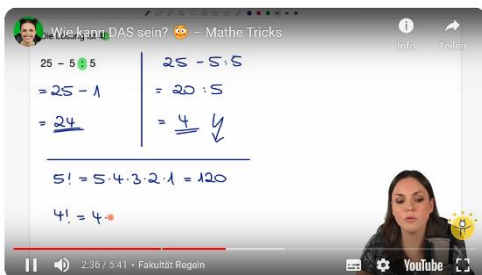 Wie kann DAS sein? 😳 – Mathe Tricks
Info
Teilen
25 - 5 : 5
= 25 - 1
= 24
25 - 5 : 5
= 20 : 5
= 4
5! = 5·4·3·2·1 = 120
4! = 4·
2:36 / 5:41 • Fakultät Regeln
YouTube